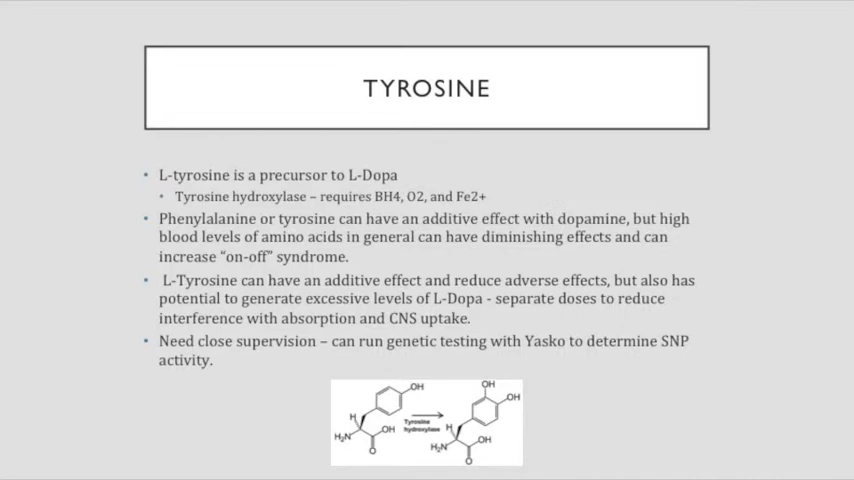 TYROSINE
• L-tyrosine is a precursor to L-Dopa
• Tyrosine hydroxylase – requires BH4, O2, and Fe2+
• Phenylalanine or tyrosine can have an additive effect with dopamine, but high
blood levels of amino acids in general can have diminishing effects and can
increase “on-off” syndrome.
• L-Tyrosine can have an additive effect and reduce adverse effects, but also has
potential to generate excessive levels of L-Dopa - separate doses to reduce
interference with absorption and CNS uptake.
• Need close supervision – can run genetic testing with Yasko to determine SNP
activity.
OH
H
OH
H₂N
O
Tyrosine
hydroxylase
OH
OH
H
OH
H₂N
O